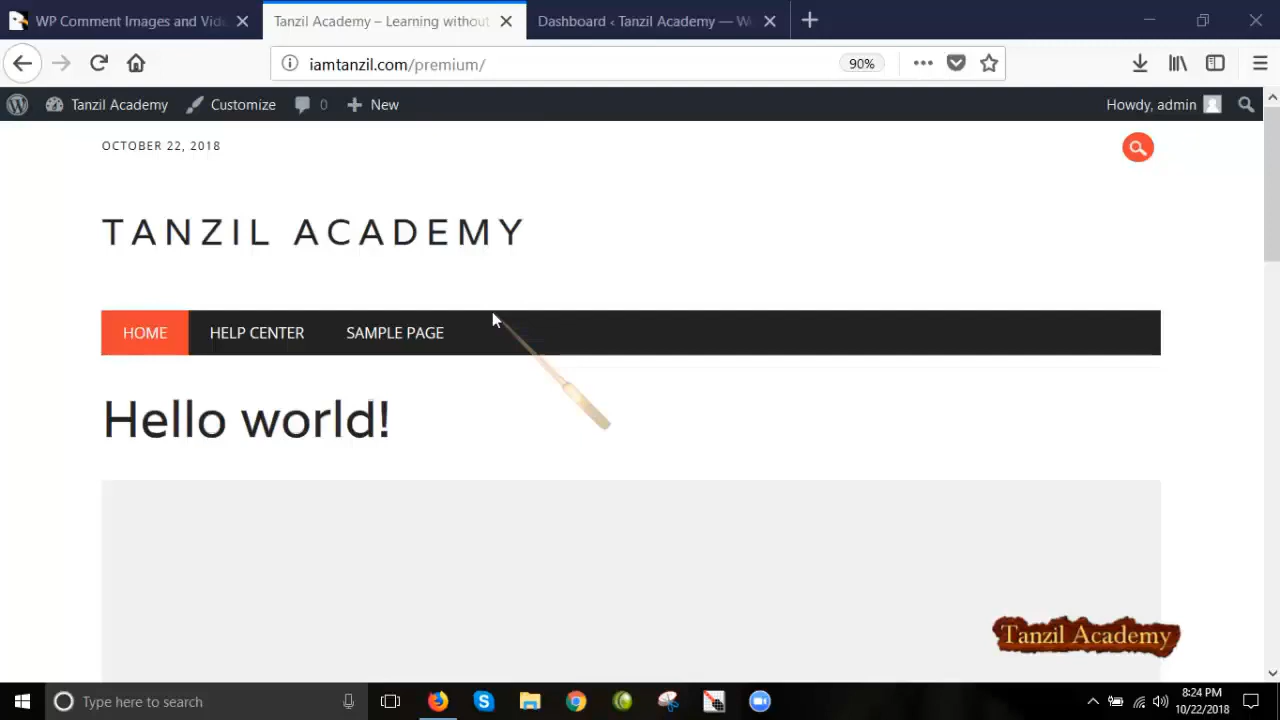 WP Comment Images and Vid
Tanzil Academy – Learning without
Dashboard ‹ Tanzil Academy — W
iamtanzil.com/premium/
90%
Tanzil Academy
Customize
0
New
Howdy, admin
OCTOBER 22, 2018
TANZIL ACADEMY
HOME
HELP CENTER
SAMPLE PAGE
Hello world!
Tanzil Academy
Type here to search
8:24 PM
10/22/2018